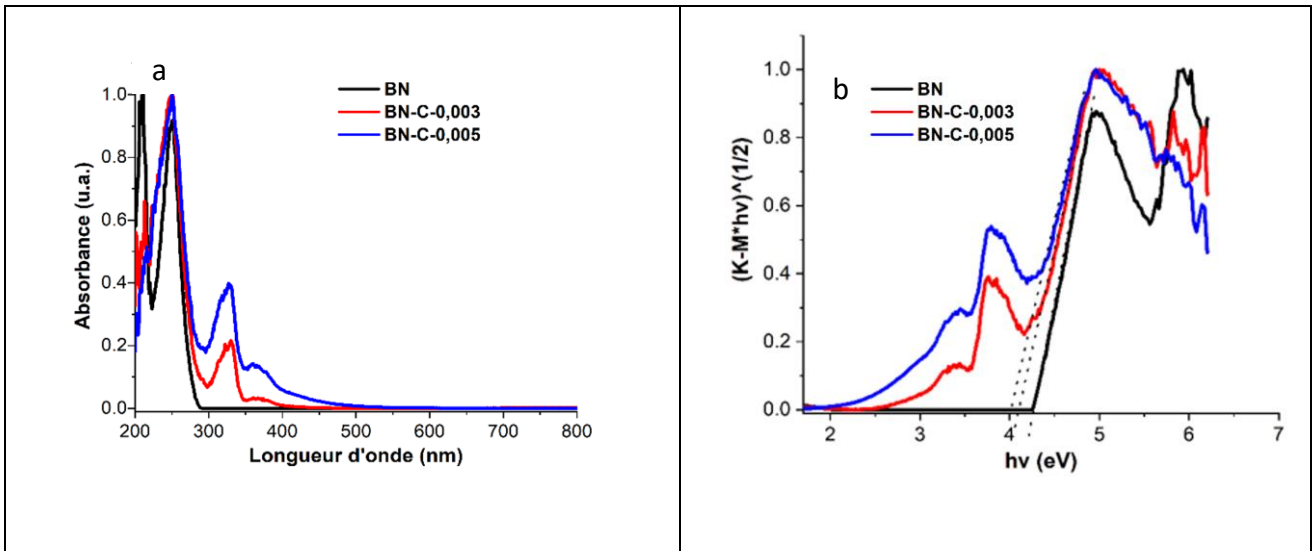 a
BN
BN-C-0,003
BN-C-0,005
1.0
0.8
0.6
0.4
0.2
0.0
Absorbance (u.a.)
200 300 400 500 600 700 800
Longueur d'onde (nm)
b
BN
BN-C-0,003
BN-C-0,005
1.0
0.8
0.6
0.4
0.2
0.0
(K-M*hv)^(1/2)
2 3 4 5 6 7
hv (eV)